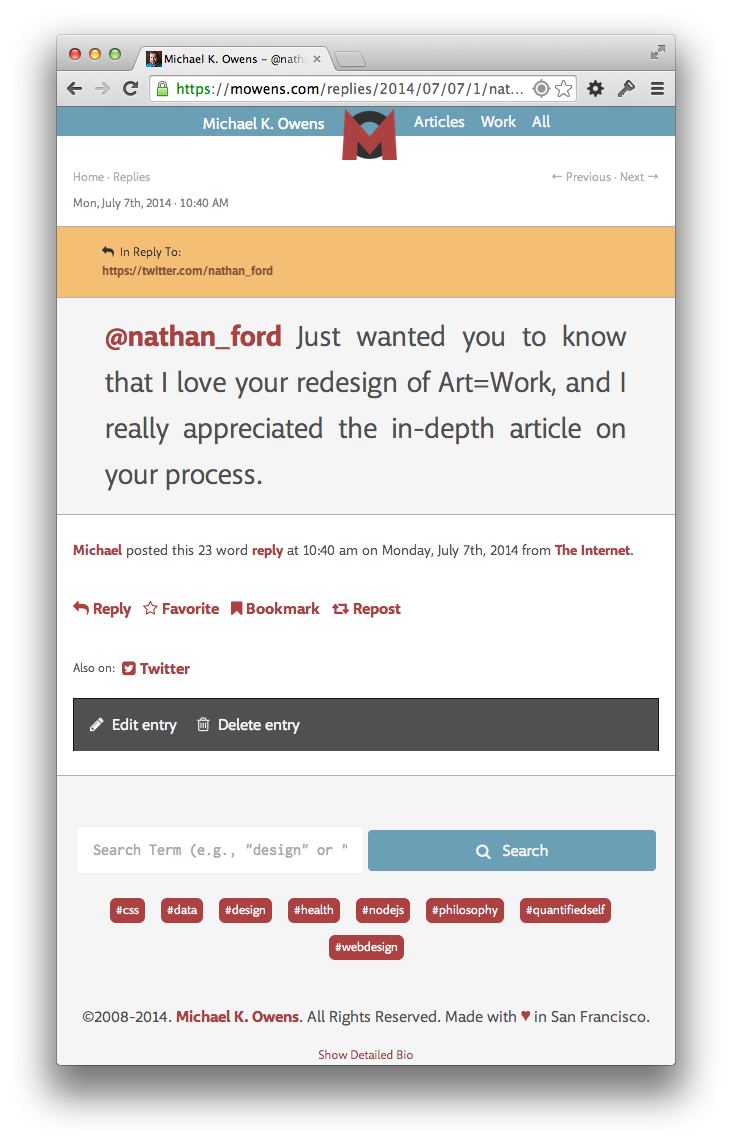 Michael K. Owens – @nath
https://mowens.com/replies/2014/07/07/1/nat...
Michael K. Owens
M
Articles Work All
Home · Replies
← Previous · Next →
Mon, July 7th, 2014 · 10:40 AM
In Reply To:
https://twitter.com/nathan_ford
@nathan_ford Just wanted you to know
that I love your redesign of Art=Work, and I
really appreciated the in-depth article on
your process.
Michael posted this 23 word reply at 10:40 am on Monday, July 7th, 2014 from The Internet.
Reply Favorite Bookmark Repost
Also on: Twitter
Edit entry Delete entry
Search Term (e.g., "design" or "
Search
#css #data #design #health #nodejs #philosophy #quantifiedself
#webdesign
©2008-2014. Michael K. Owens. All Rights Reserved. Made with ♥ in San Francisco.
Show Detailed Bio